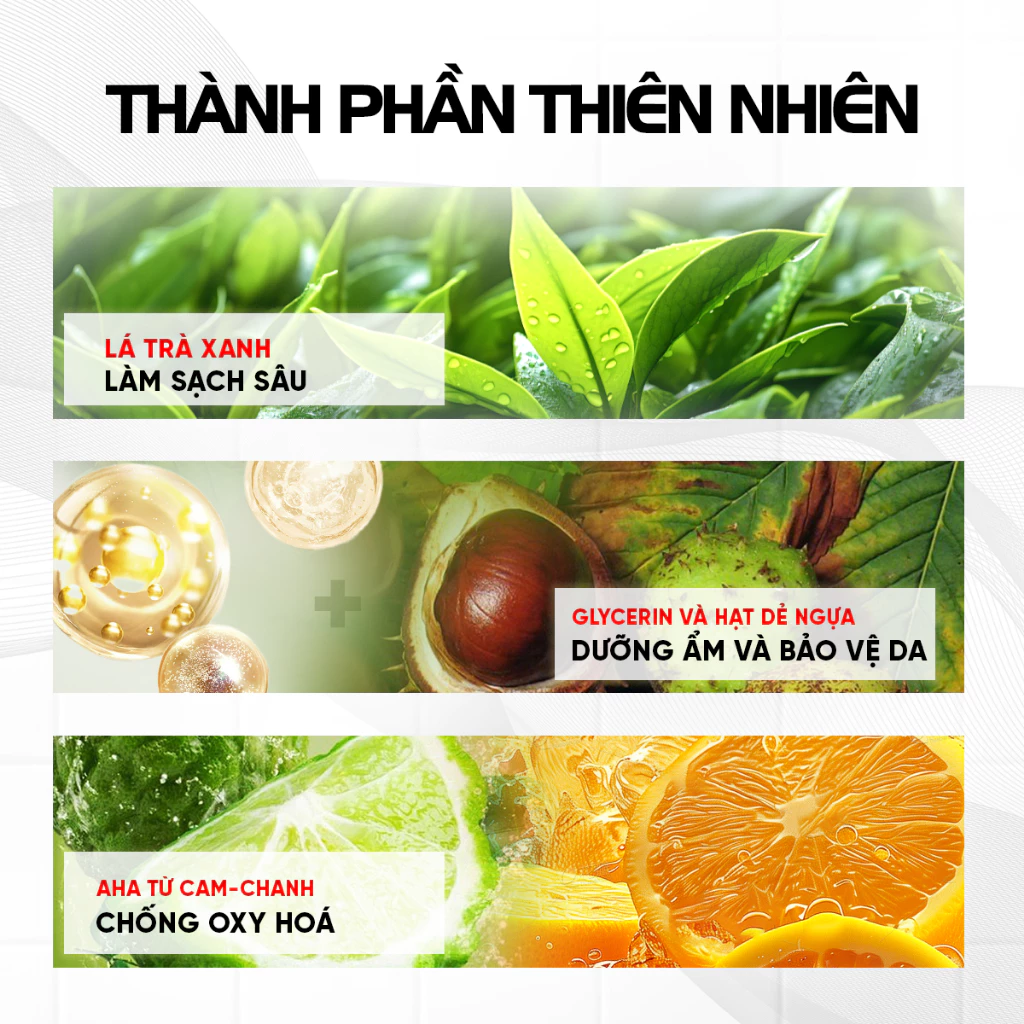 THÀNH PHẦN THIÊN NHIÊN
LÁ TRÀ XANH
LÀM SẠCH SÂU
GLYCERIN VÀ HẠT DẺ NGỰA
DƯỠNG ẨM VÀ BẢO VỆ DA
AHA TỪ CAM-CHANH
CHỐNG OXY HOÁ